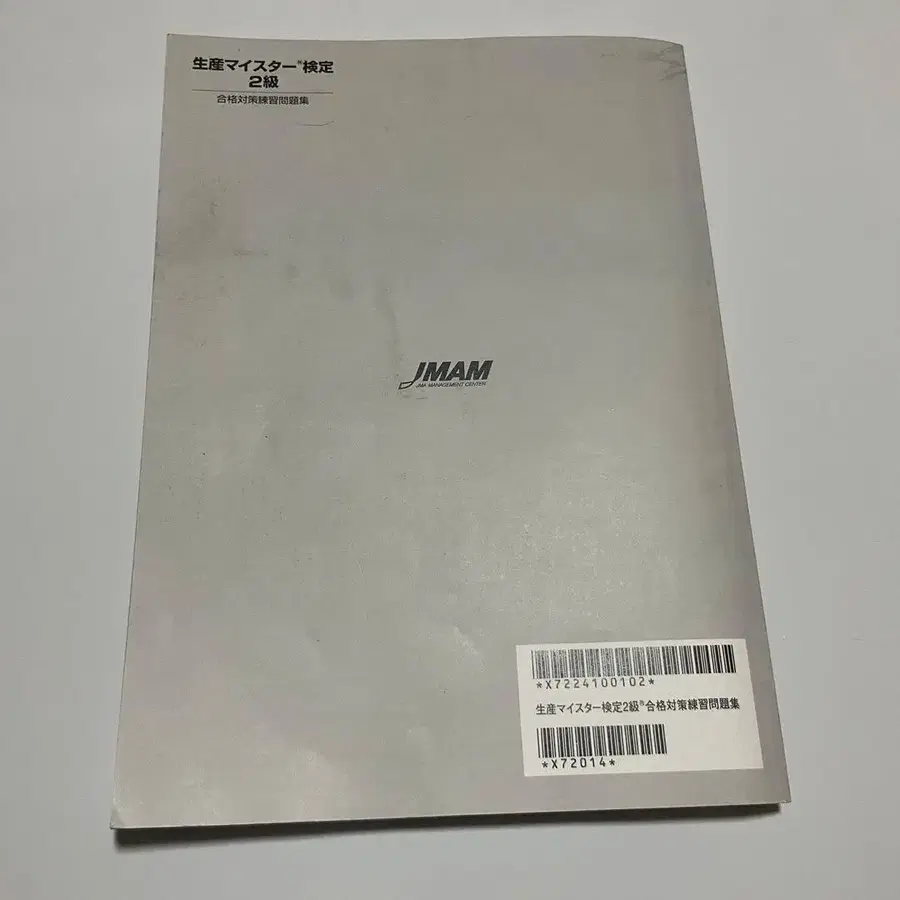 生産マイスター®検定
2級
合格対策練習問題集
JMAM
JMA MANAGEMENT CENTER
*X7224100102*
生産マイスター検定2級®合格対策練習問題集
*X72014*